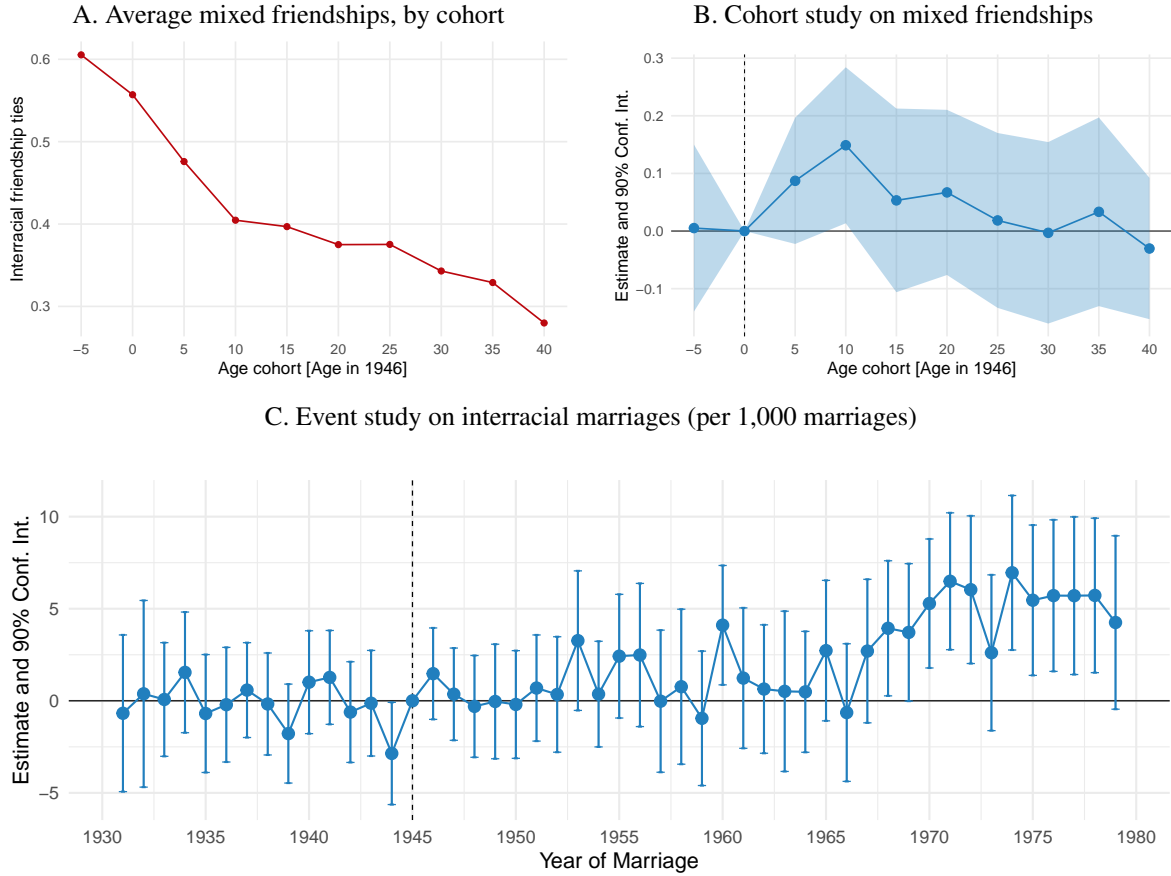 A. Average mixed friendships, by cohort
Interracial friendship ties
0.6
0.5
0.4
0.3
−5 0 5 10 15 20 25 30 35 40
Age cohort [Age in 1946]
B. Cohort study on mixed friendships
Estimate and 90% Conf. Int.
0.3
0.2
0.1
0.0
−0.1
−5 0 5 10 15 20 25 30 35 40
Age cohort [Age in 1946]
C. Event study on interracial marriages (per 1,000 marriages)
Estimate and 90% Conf. Int.
10
5
0
−5
1930 1935 1940 1945 1950 1955 1960 1965 1970 1975 1980
Year of Marriage